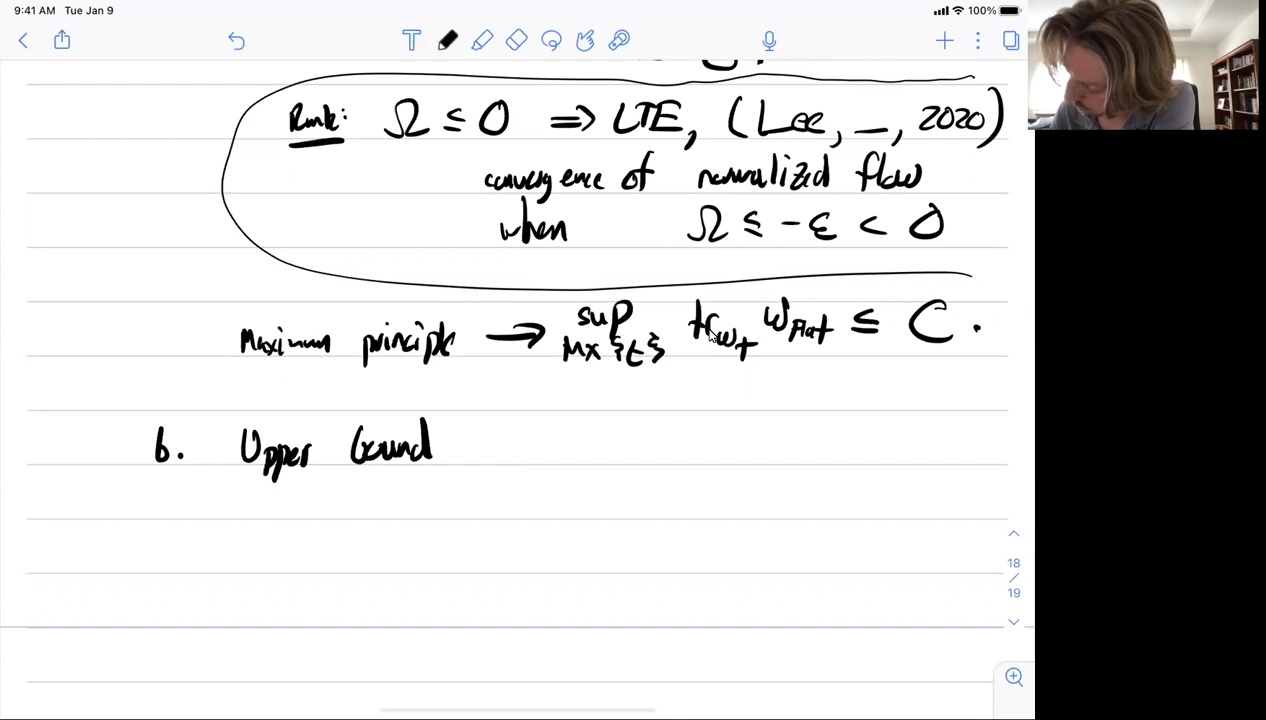 9:41 AM Tue Jan 9
100%
T
Rmk: Ω ≤ 0 ⇒ LTE, (Lee, _, 2020)
convergence of normalized flow
when Ω ≤ -ε < 0
Maximum principle → sup tr_{ω_t} ω_{Flat} ≤ C.
M×{t}
b. Upper bound
18
/
19